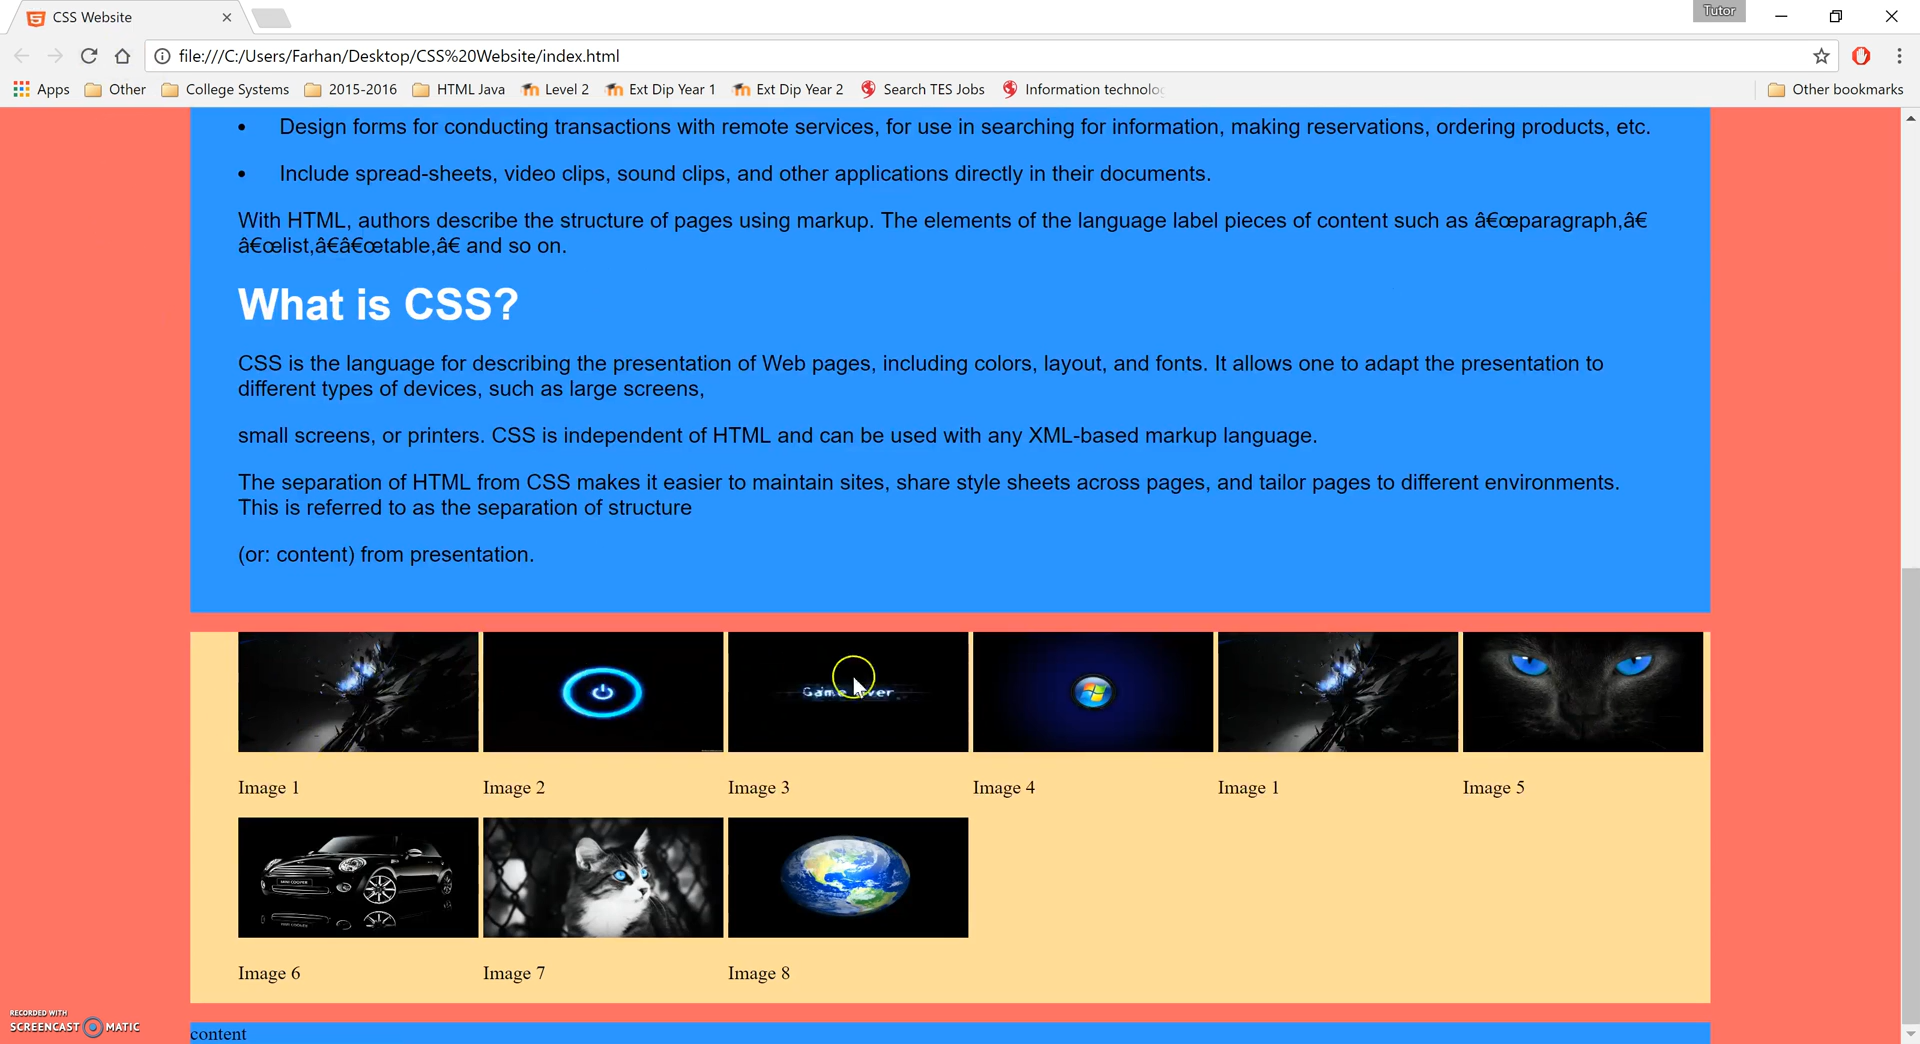 CSS Website
Tutor
file:///C:/Users/Farhan/Desktop/CSS%20Website/index.html
Apps Other College Systems 2015-2016 HTML Java Level 2 Ext Dip Year 1 Ext Dip Year 2 Search TES Jobs Information technolo Other bookmarks
• Design forms for conducting transactions with remote services, for use in searching for information, making reservations, ordering products, etc.
• Include spread-sheets, video clips, sound clips, and other applications directly in their documents.
With HTML, authors describe the structure of pages using markup. The elements of the language label pieces of content such as â€œparagraph,â€
â€œlist,â€â€œtable,â€ and so on.
What is CSS?
CSS is the language for describing the presentation of Web pages, including colors, layout, and fonts. It allows one to adapt the presentation to
different types of devices, such as large screens,
small screens, or printers. CSS is independent of HTML and can be used with any XML-based markup language.
The separation of HTML from CSS makes it easier to maintain sites, share style sheets across pages, and tailor pages to different environments.
This is referred to as the separation of structure
(or: content) from presentation.
Game Over
Image 1 Image 2 Image 3 Image 4 Image 1 Image 5
MINI COOPER
Image 6 Image 7 Image 8
RECORDED WITH
SCREENCAST MATIC
content